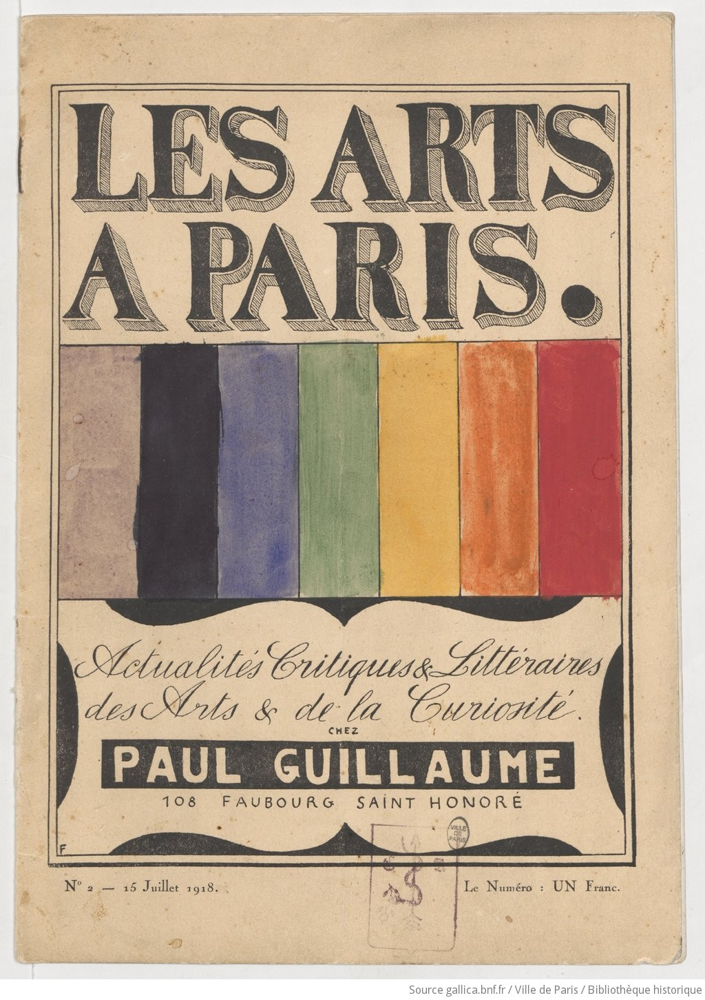 LES ARTS
A PARIS.
Actualités Critiques & Littéraires
des Arts & de la Curiosité.
CHEZ
PAUL GUILLAUME
108 FAUBOURG SAINT HONORÉ
VILLE
DE
PARIS
F
N° 2 — 15 Juillet 1918.
Le Numéro : UN Franc.
Source gallica.bnf.fr / Ville de Paris / Bibliothèque historique